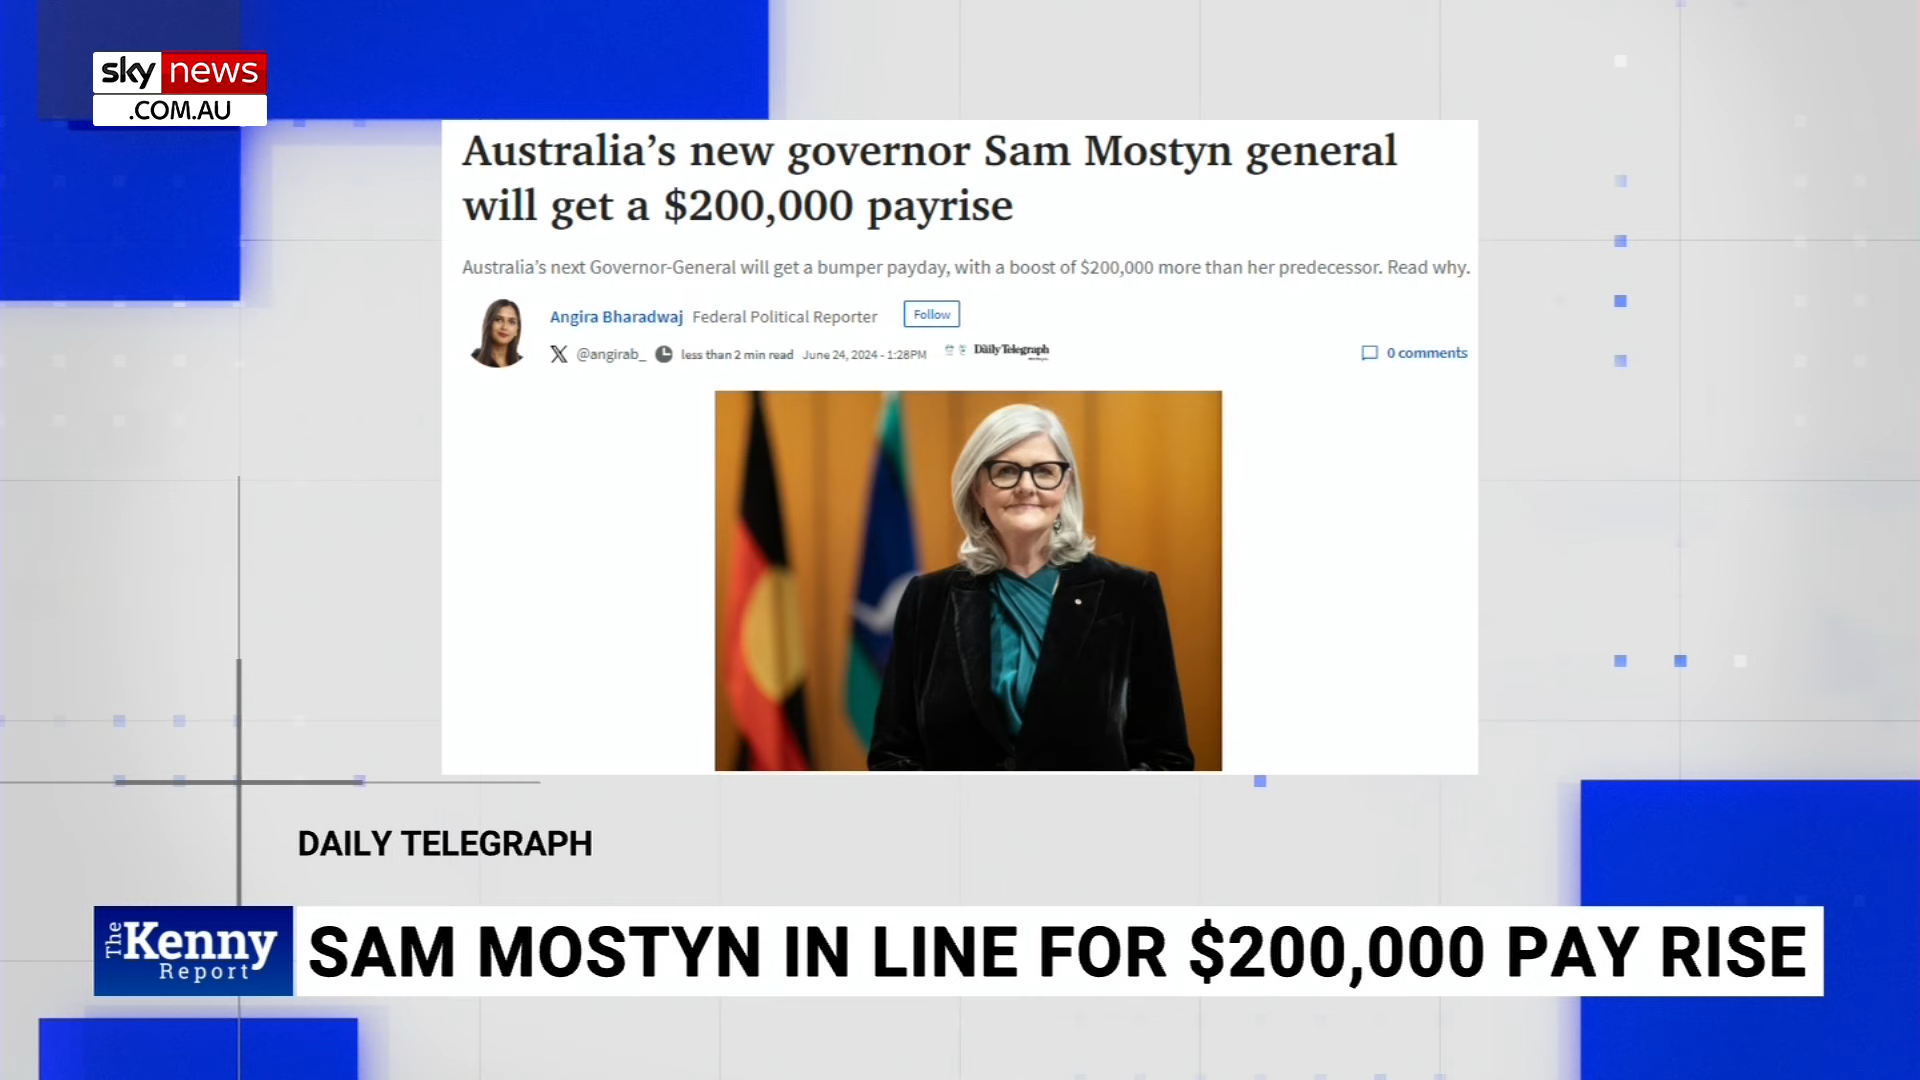 sky news
.COM.AU
Australia’s new governor Sam Mostyn general
will get a $200,000 payrise
Australia’s next Governor-General will get a bumper payday, with a boost of $200,000 more than her predecessor. Read why.
Angira Bharadwaj Federal Political Reporter Follow
@angirab_ less than 2 min read June 24, 2024 - 1:28PM Daily Telegraph
0 comments
DAILY TELEGRAPH
The Kenny Report
SAM MOSTYN IN LINE FOR $200,000 PAY RISE